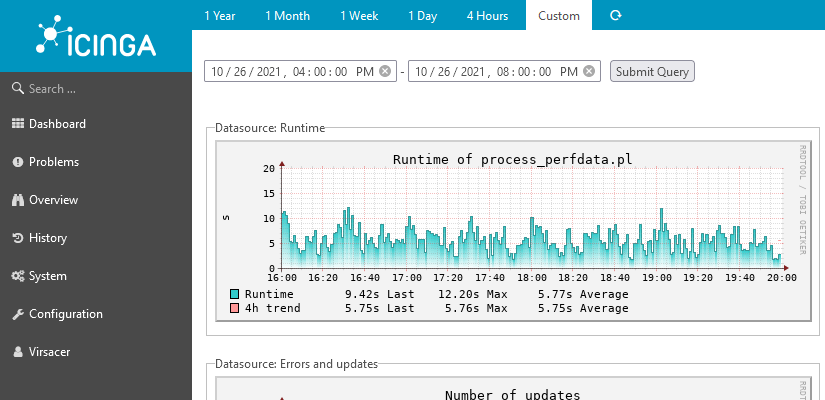 ICINGA
1 Year 1 Month 1 Week 1 Day 4 Hours Custom
Search ...
Dashboard
Problems
Overview
History
System
Configuration
Virsacer
10 / 26 / 2021 , 04 : 00 : 00 PM - 10 / 26 / 2021 , 08 : 00 : 00 PM Submit Query
Datasource: Runtime
Runtime of process_perfdata.pl
RRDTOOL / TOBI OETIKER
s
20
15
10
5
0
16:00 16:20 16:40 17:00 17:20 17:40 18:00 18:20 18:40 19:00 19:20 19:40 20:00
Runtime 9.42s Last 12.20s Max 5.77s Average
4h trend 5.75s Last 5.76s Max 5.75s Average
Datasource: Errors and updates
Number of updates